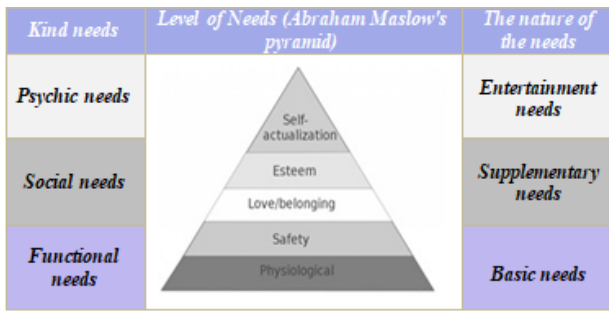 Kind needs
Level of Needs (Abraham Maslow's
pyramid)
The nature of
the needs
Psychic needs
Self-
actualization
Entertainment
needs
Esteem
Social needs
Love/belonging
Supplementary
needs
Safety
Functional
needs
Physiological
Basic needs